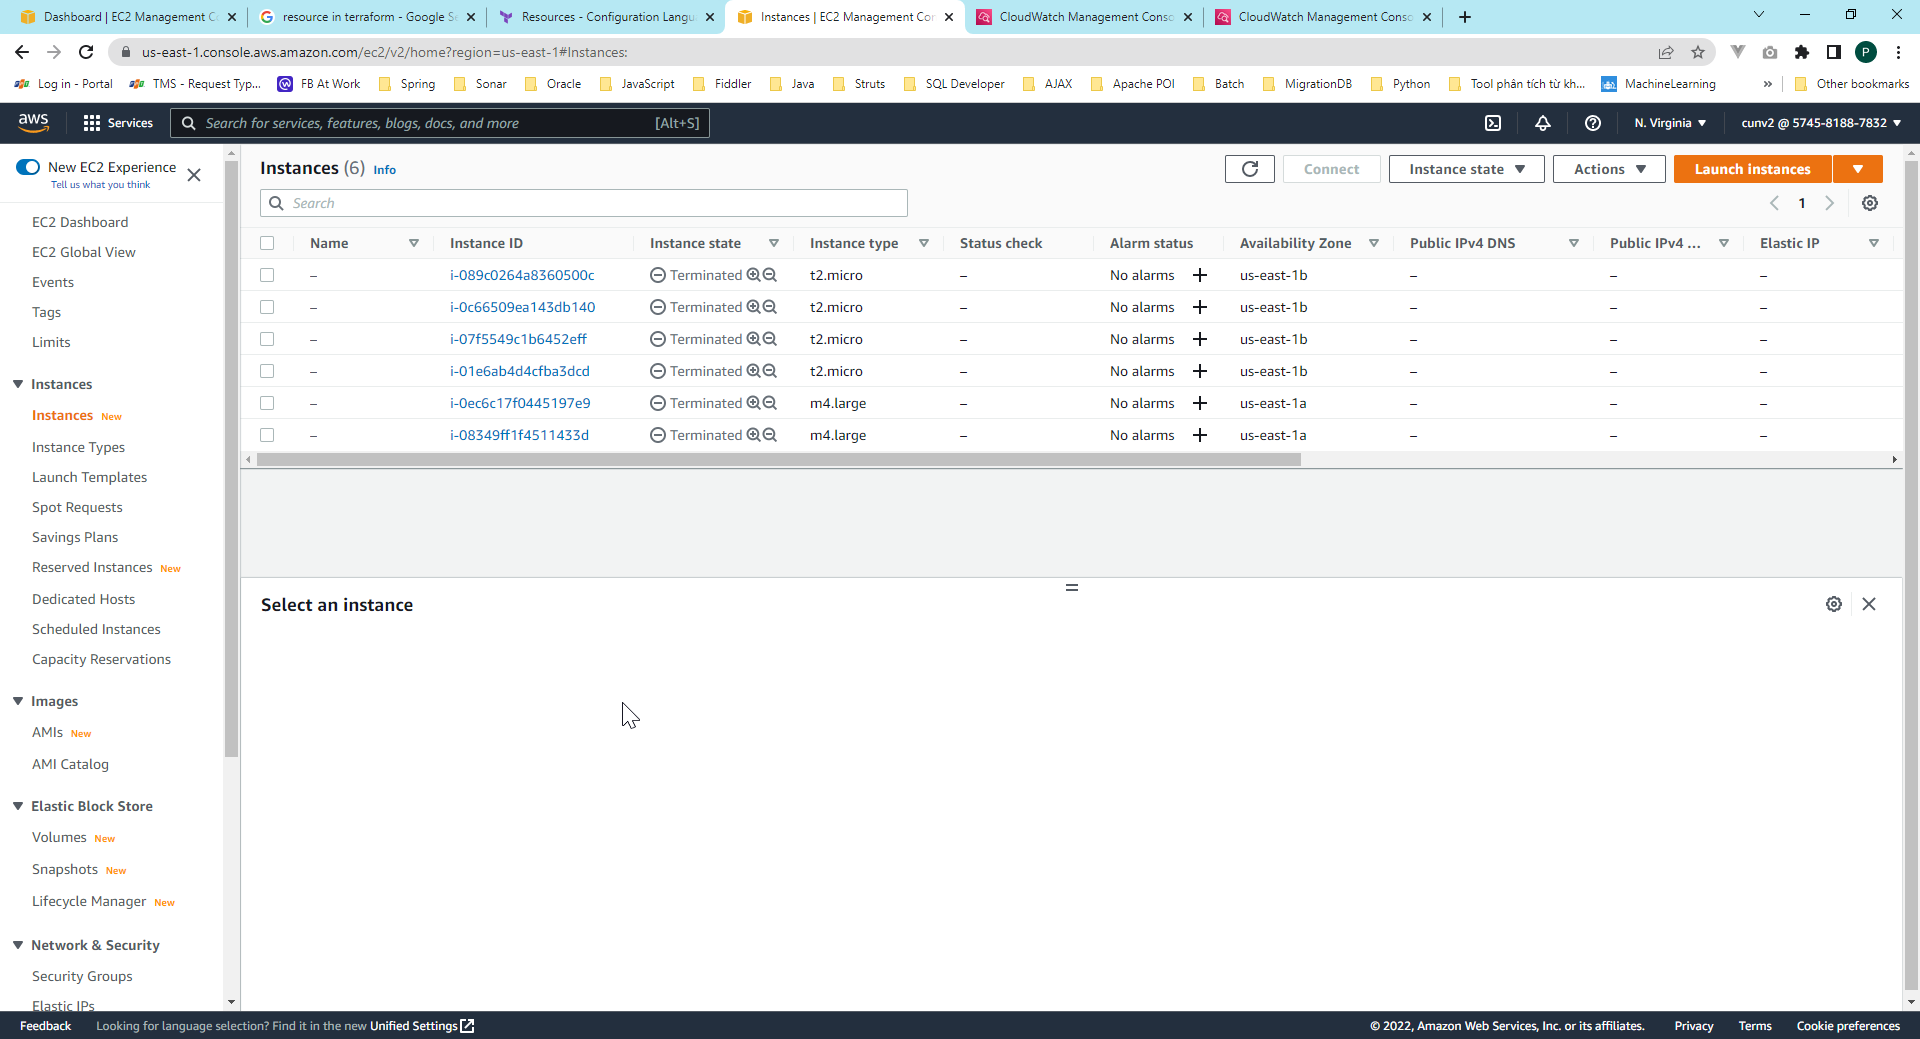 Dashboard | EC2 Management C
resource in terraform - Google Se
Resources - Configuration Langu
Instances | EC2 Management Con
CloudWatch Management Conso
CloudWatch Management Conso
us-east-1.console.aws.amazon.com/ec2/v2/home?region=us-east-1#Instances:
P
Log in - Portal TMS - Request Typ... FB At Work Spring Sonar Oracle JavaScript Fiddler Java Struts SQL Developer AJAX Apache POI Batch MigrationDB Python Tool phân tích từ kh... MachineLearning » Other bookmarks
aws Services Search for services, features, blogs, docs, and more [Alt+S] N. Virginia cunv2 @ 5745-8188-7832
New EC2 Experience
Tell us what you think
EC2 Dashboard
EC2 Global View
Events
Tags
Limits
Instances
Instances New
Instance Types
Launch Templates
Spot Requests
Savings Plans
Reserved Instances New
Dedicated Hosts
Scheduled Instances
Capacity Reservations
Images
AMIs New
AMI Catalog
Elastic Block Store
Volumes New
Snapshots New
Lifecycle Manager New
Network & Security
Security Groups
Elastic IPs
Instances (6) Info
Connect Instance state Actions Launch instances
Search
1
Name Instance ID Instance state Instance type Status check Alarm status Availability Zone Public IPv4 DNS Public IPv4 ... Elastic IP
– i-089c0264a8360500c Terminated t2.micro – No alarms + us-east-1b – – –
– i-0c66509ea143db140 Terminated t2.micro – No alarms + us-east-1b – – –
– i-07f5549c1b6452eff Terminated t2.micro – No alarms + us-east-1b – – –
– i-01e6ab4d4cfba3dcd Terminated t2.micro – No alarms + us-east-1b – – –
– i-0ec6c17f0445197e9 Terminated m4.large – No alarms + us-east-1a – – –
– i-08349ff1f4511433d Terminated m4.large – No alarms + us-east-1a – – –
Select an instance
Feedback Looking for language selection? Find it in the new Unified Settings © 2022, Amazon Web Services, Inc. or its affiliates. Privacy Terms Cookie preferences